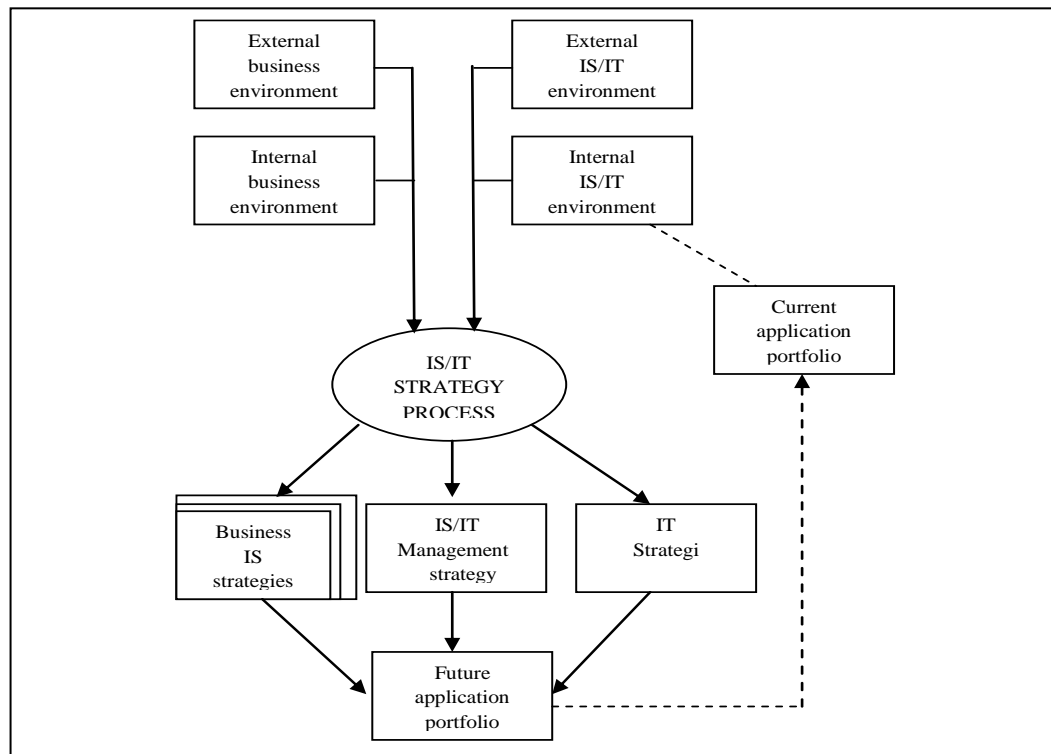 External
business
environment
External
IS/IT
environment
Internal
business
environment
Internal
IS/IT
environment
Current
application
portfolio
IS/IT
STRATEGY
PROCESS
Business
IS
strategies
IS/IT
Management
strategy
IT
Strategi
Future
application
portfolio